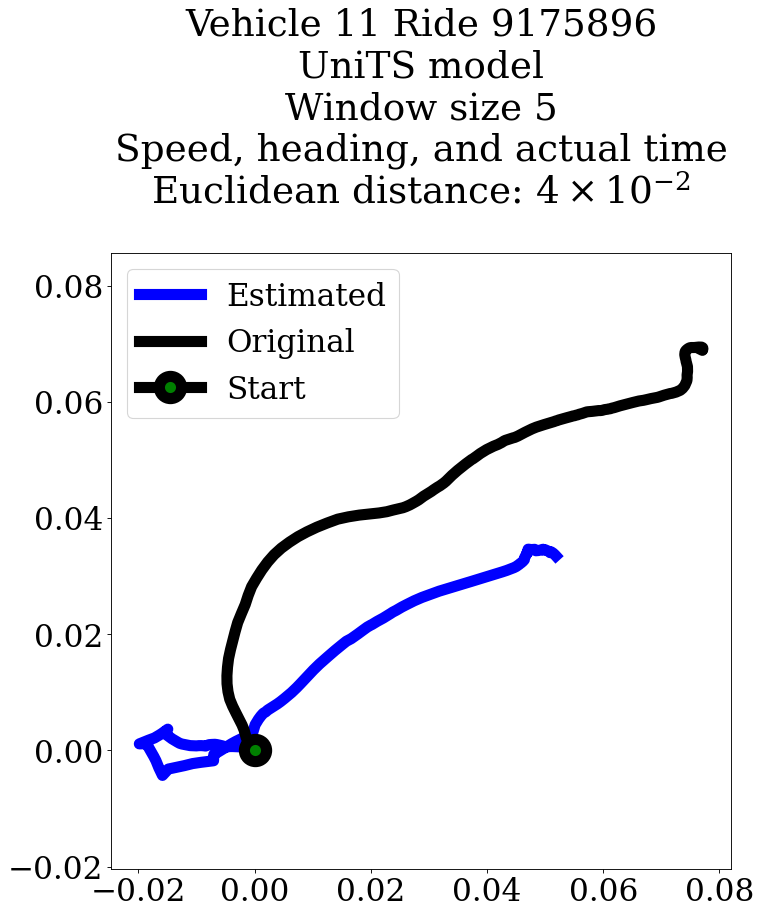 Vehicle 11 Ride 9175896
UniTS model
Window size 5
Speed, heading, and actual time
Euclidean distance: 4 × 10⁻²
Estimated
Original
Start
0.08
0.06
0.04
0.02
0.00
−0.02
−0.02 0.00 0.02 0.04 0.06 0.08